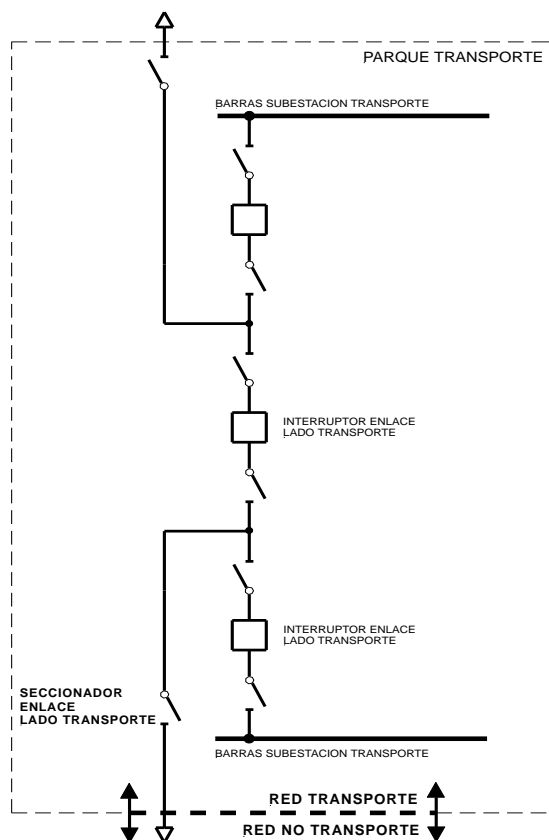 PARQUE TRANSPORTE
BARRAS SUBESTACION TRANSPORTE
INTERRUPTOR ENLACE
LADO TRANSPORTE
INTERRUPTOR ENLACE
LADO TRANSPORTE
SECCIONADOR
ENLACE
LADO TRANSPORTE
BARRAS SUBESTACION TRANSPORTE
RED TRANSPORTE
RED NO TRANSPORTE